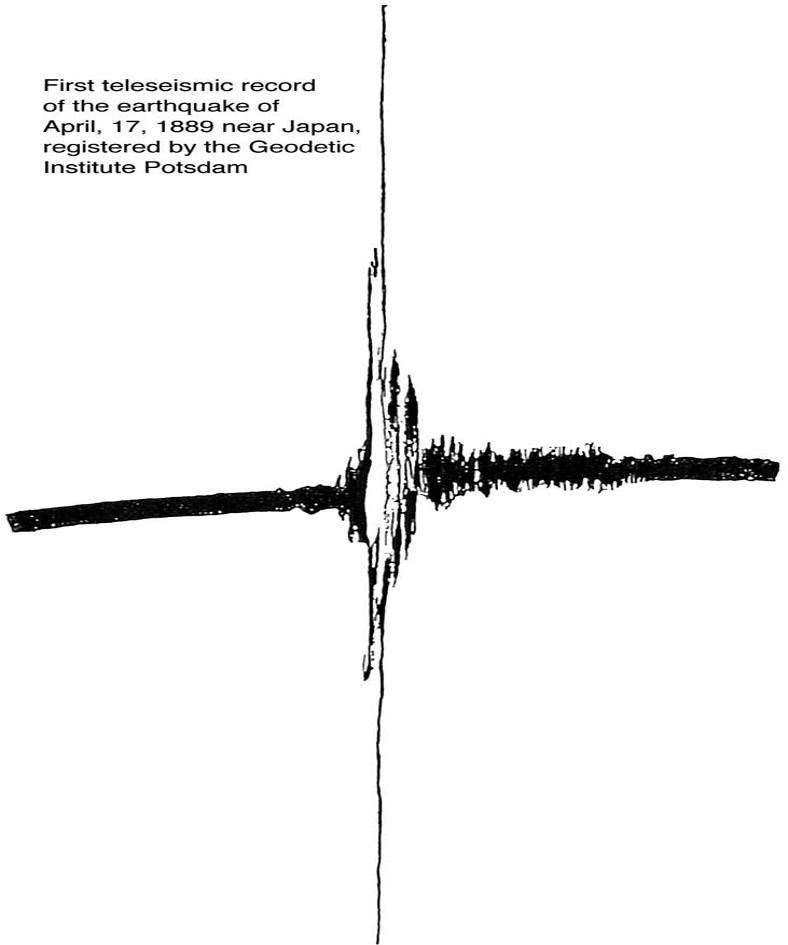 First teleseismic record
of the earthquake of
April, 17, 1889 near Japan,
registered by the Geodetic
Institute Potsdam